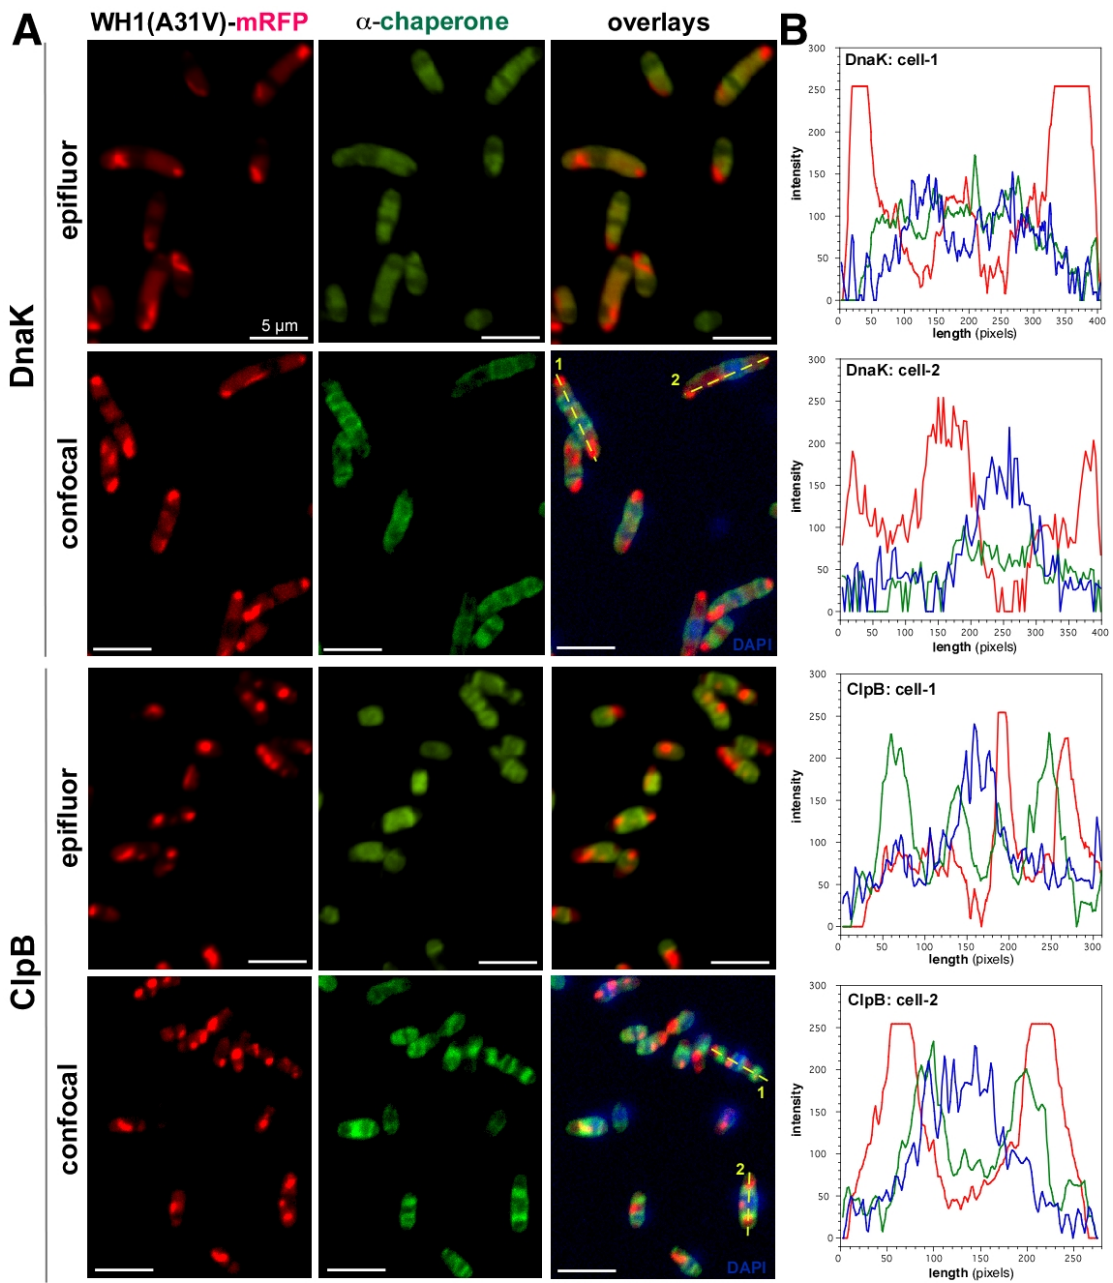 A
WH1(A31V)-mRFP
α-chaperone
overlays
B
DnaK
epifluor
5 µm
confocal
1
2
DAPI
ClpB
epifluor
confocal
1
2
DAPI
DnaK: cell-1
intensity
300
250
200
150
100
50
0
0 50 100 150 200 250 300 350 400
length (pixels)
DnaK: cell-2
intensity
300
250
200
150
100
50
0
0 50 100 150 200 250 300 350 400
length (pixels)
ClpB: cell-1
intensity
300
250
200
150
100
50
0
0 50 100 150 200 250 300
length (pixels)
ClpB: cell-2
intensity
300
250
200
150
100
50
0
0 50 100 150 200 250
length (pixels)